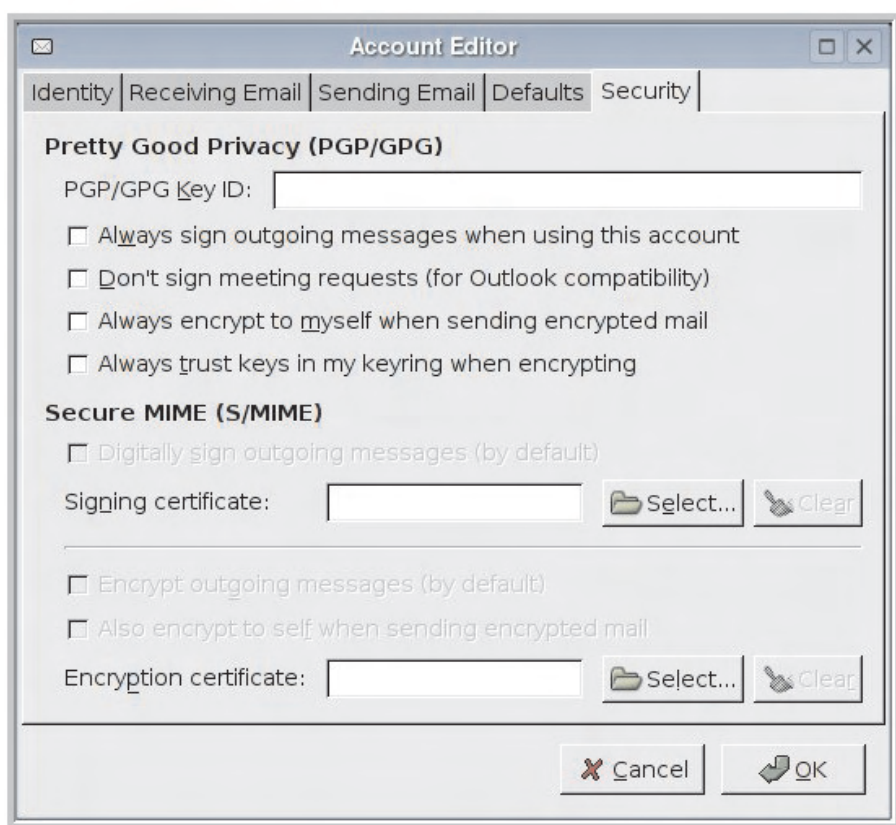 Account Editor
Identity Receiving Email Sending Email Defaults Security
Pretty Good Privacy (PGP/GPG)
PGP/GPG Key ID:
Always sign outgoing messages when using this account
Don't sign meeting requests (for Outlook compatibility)
Always encrypt to myself when sending encrypted mail
Always trust keys in my keyring when encrypting
Secure MIME (S/MIME)
Digitally sign outgoing messages (by default)
Signing certificate: Select... Clear
Encrypt outgoing messages (by default)
Also encrypt to self when sending encrypted mail
Encryption certificate: Select... Clear
Cancel OK